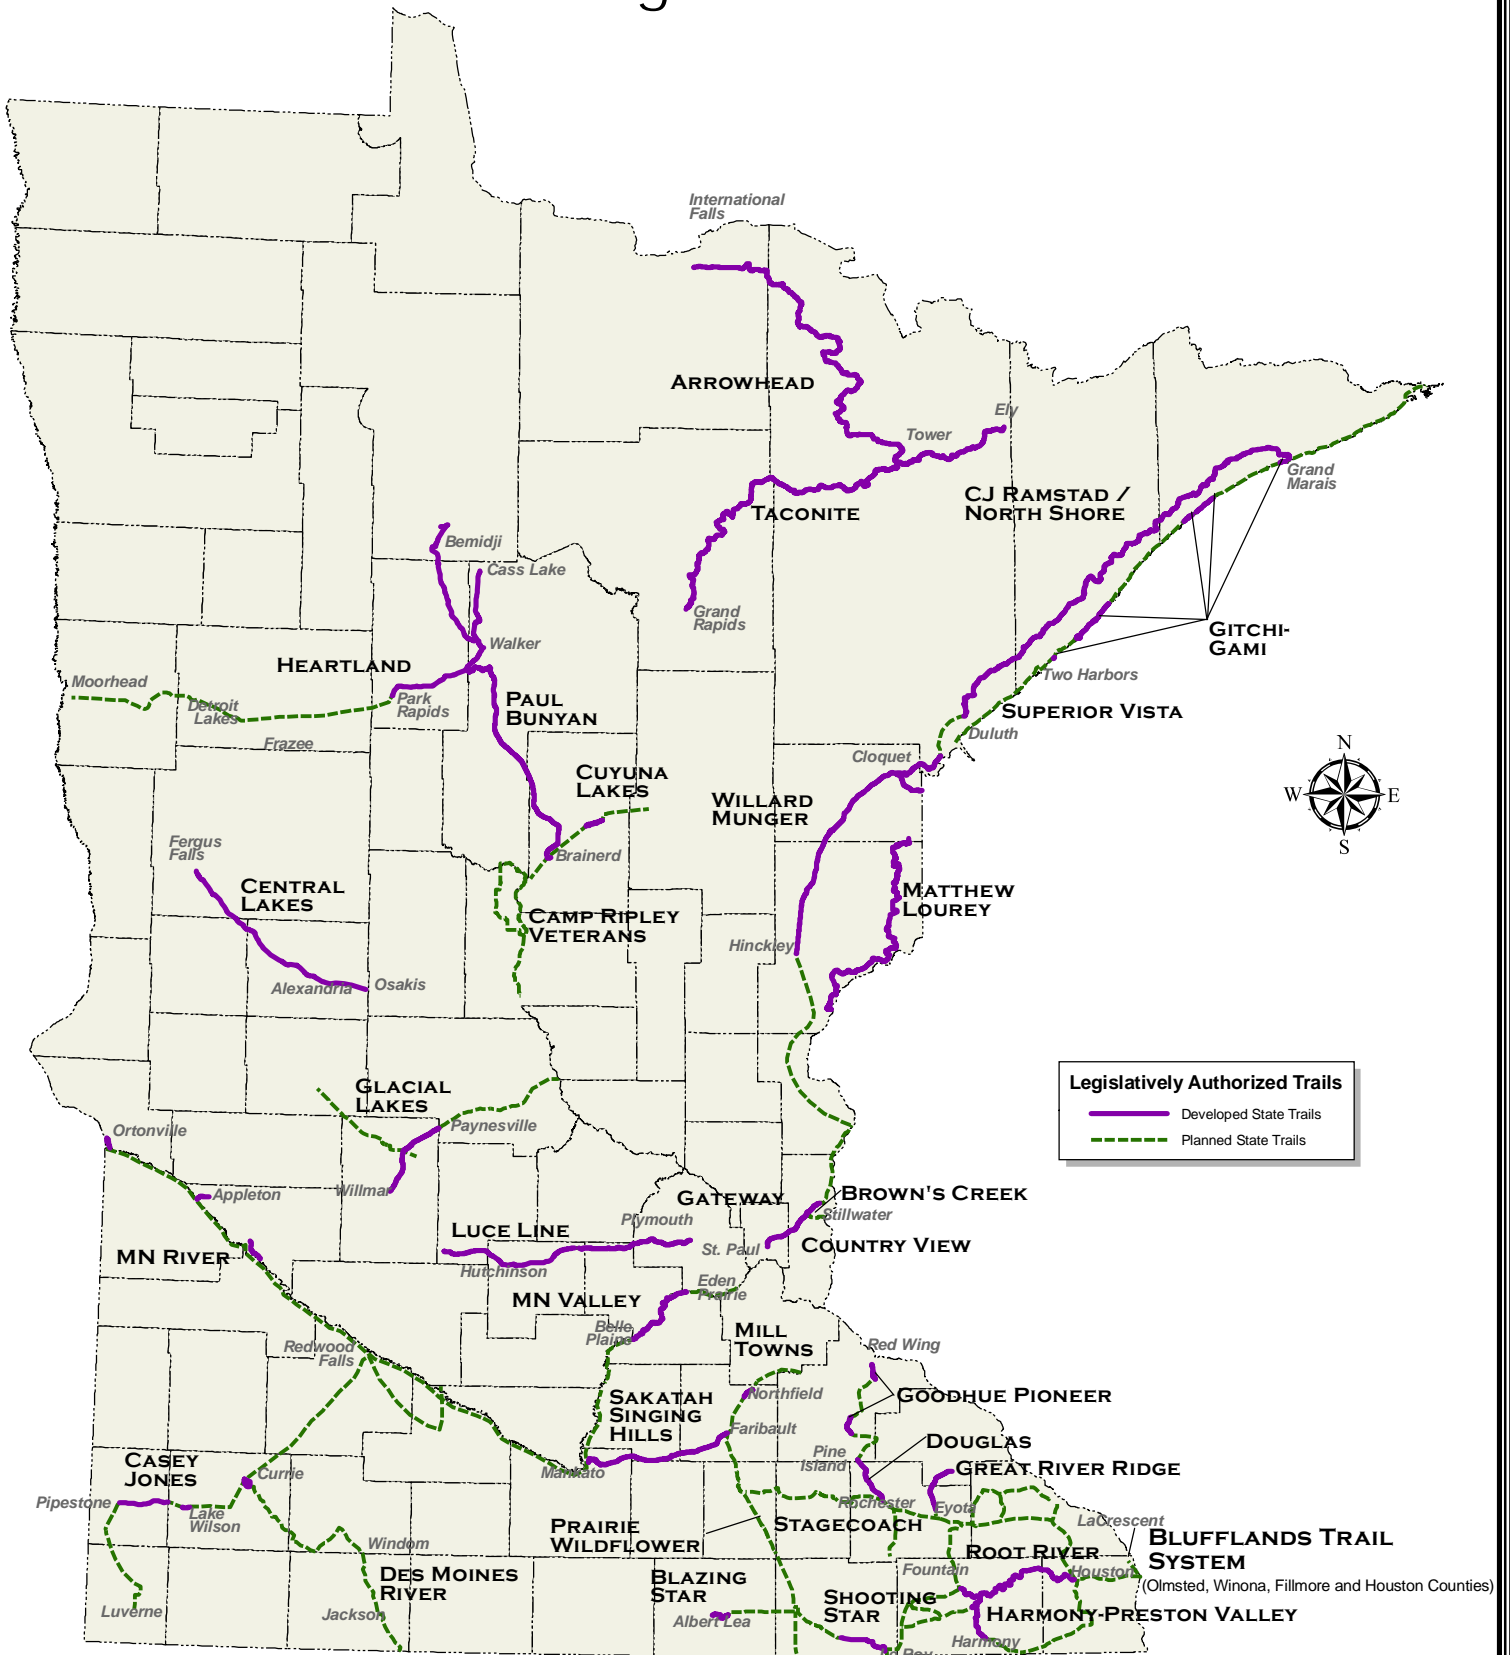 International
Falls
ARROWHEAD
Ely
Tower
Grand
Marais
TACONITE
CJ RAMSTAD /
NORTH SHORE
Bemidji
Cass Lake
Grand
Rapids
GITCHI-
GAMI
Walker
HEARTLAND
Two Harbors
Moorhead
Detroit
Lakes
Park
Rapids
PAUL
BUNYAN
SUPERIOR VISTA
Duluth
Frazee
Cloquet
N
W
E
S
CUYUNA
LAKES
WILLARD
MUNGER
Fergus
Falls
Brainerd
CENTRAL
LAKES
MATTHEW
LOUREY
CAMP RIPLEY
VETERANS
Hinckley
Alexandria
Osakis
GLACIAL
LAKES
Legislatively Authorized Trails
Developed State Trails
Planned State Trails
Ortonville
Paynesville
Appleton
Willmar
GATEWAY
BROWN'S CREEK
Plymouth
Stillwater
LUCE LINE
St. Paul
COUNTRY VIEW
MN RIVER
Hutchinson
Eden
Prairie
MN VALLEY
Belle
Plaine
MILL
TOWNS
Redwood
Falls
Red Wing
SAKATAH
SINGING
HILLS
Northfield
GOODHUE PIONEER
Faribault
DOUGLAS
Pine
Island
CASEY
JONES
Currie
Mankato
GREAT RIVER RIDGE
Pipestone
Lake
Wilson
Rochester
Eyota
LaCrescent
PRAIRIE
WILDFLOWER
STAGECOACH
BLUFFLANDS TRAIL
SYSTEM
(Olmsted, Winona, Fillmore and Houston Counties)
Windom
ROOT RIVER
Fountain
Houston
DES MOINES
RIVER
BLAZING
STAR
SHOOTING
STAR
Luverne
Jackson
Albert Lea
HARMONY-PRESTON VALLEY
Harmony